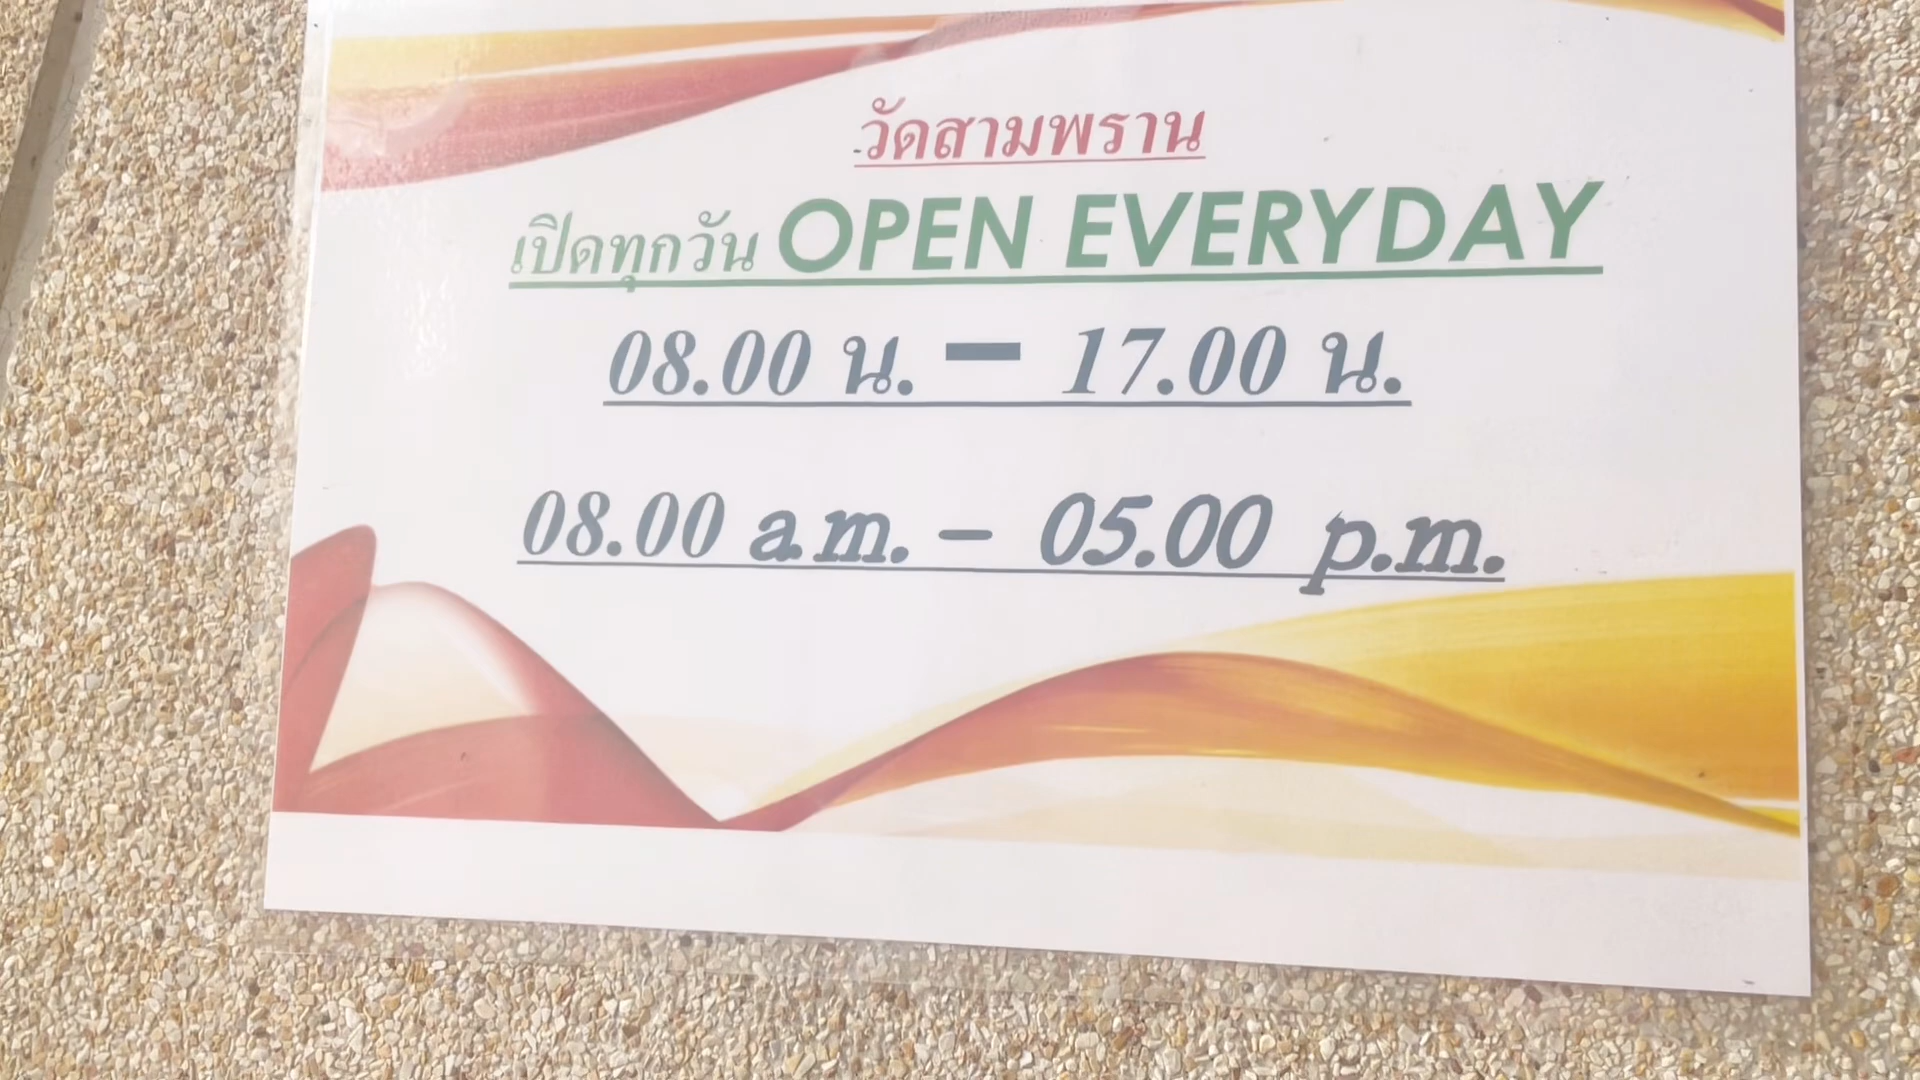 วัดสามพราน
เปิดทุกวัน OPEN EVERYDAY
08.00 น. – 17.00 น.
08.00 a.m. – 05.00 p.m.